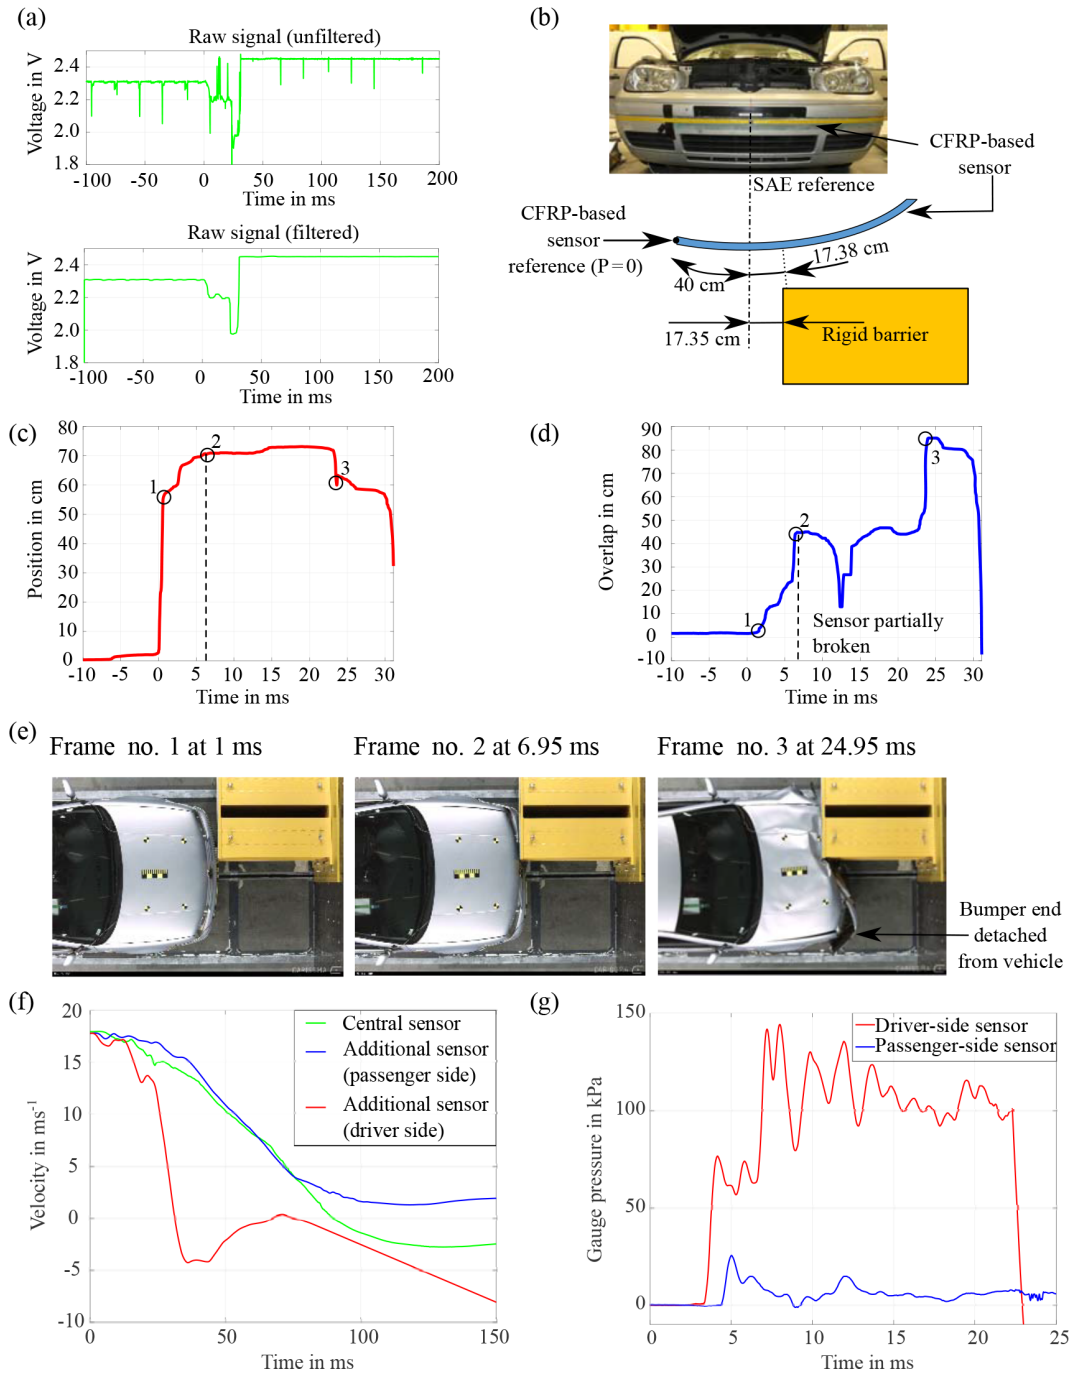 (a)
Raw signal (unfiltered)
Voltage in V
2.4
2.2
2.0
1.8
-100 -50 0 50 100 150 200
Time in ms
Raw signal (filtered)
Voltage in V
2.4
2.2
2.0
1.8
-100 -50 0 50 100 150 200
Time in ms
(b)
CFRP-based
sensor
SAE reference
CFRP-based
sensor
reference (P = 0)
17.38 cm
40 cm
17.35 cm
Rigid barrier
(c)
Position in cm
80
70
60
50
40
30
20
10
0
1
2
3
-10 -5 0 5 10 15 20 25 30
Time in ms
(d)
Overlap in cm
90
80
70
60
50
40
30
20
10
0
-10
1
2
3
Sensor partially
broken
-10 -5 0 5 10 15 20 25 30
Time in ms
(e)
Frame no. 1 at 1 ms
Frame no. 2 at 6.95 ms
Frame no. 3 at 24.95 ms
Bumper end
detached
from vehicle
(f)
Velocity in ms-1
20
15
10
5
0
-5
-10
Central sensor
Additional sensor
(passenger side)
Additional sensor
(driver side)
0 50 100 150
Time in ms
(g)
Gauge pressure in kPa
150
100
50
0
Driver-side sensor
Passenger-side sensor
0 5 10 15 20 25
Time in ms